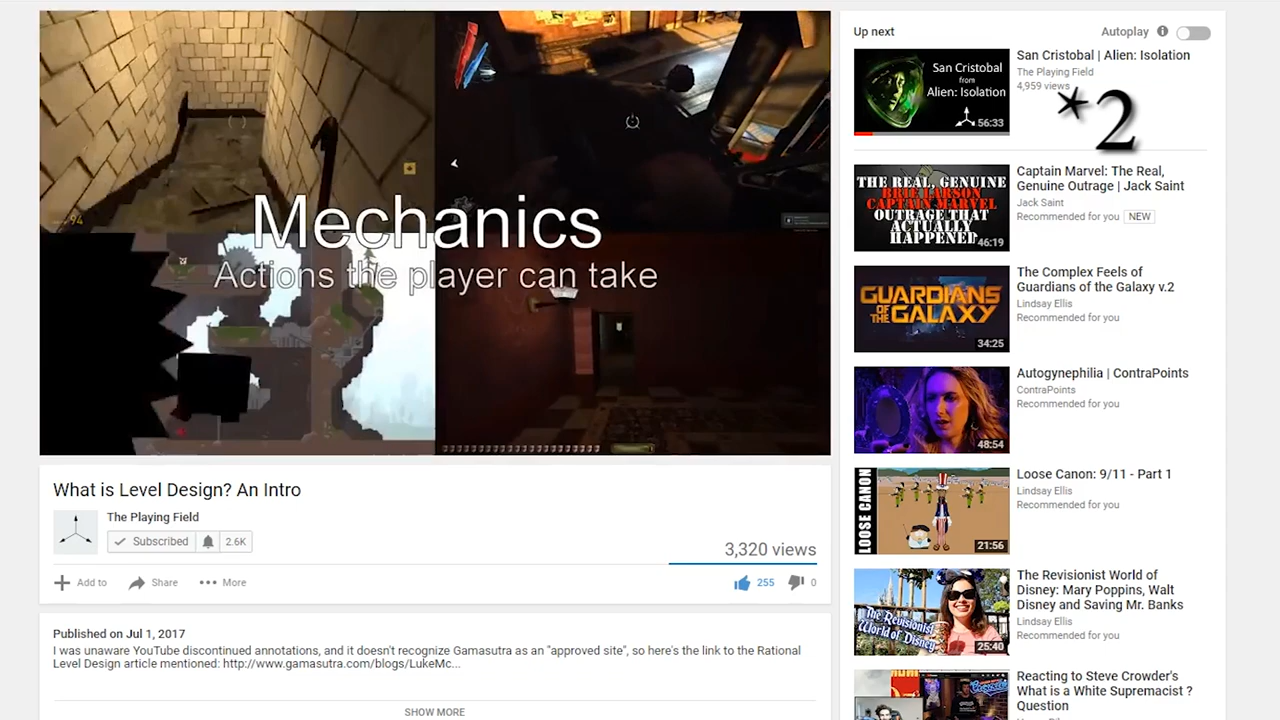 94
Mechanics
Actions the player can take
What is Level Design? An Intro
The Playing Field
Subscribed
2.6K
3,320 views
Add to
Share
More
255
0
Published on Jul 1, 2017
I was unaware YouTube discontinued annotations, and it doesn't recognize Gamasutra as an "approved site", so here's the link to the Rational
Level Design article mentioned: http://www.gamasutra.com/blogs/LukeMc...
SHOW MORE
Up next
Autoplay
San Cristobal
from
Alien: Isolation
56:33
San Cristobal | Alien: Isolation
The Playing Field
4,959 views
*2
THE REAL, GENUINE
BRIE LARSON
CAPTAIN MARVEL
OUTRAGE THAT
ACTUALLY
HAPPENED
46:19
Captain Marvel: The Real,
Genuine Outrage | Jack Saint
Jack Saint
Recommended for you NEW
GUARDIANS
OF THE
GALAXY
34:25
The Complex Feels of
Guardians of the Galaxy v.2
Lindsay Ellis
Recommended for you
48:54
Autogynephilia | ContraPoints
ContraPoints
Recommended for you
LOOSE CANON
21:56
Loose Canon: 9/11 - Part 1
Lindsay Ellis
Recommended for you
The Revisionist
World of Disney
25:40
The Revisionist World of
Disney: Mary Poppins, Walt
Disney and Saving Mr. Banks
Lindsay Ellis
Recommended for you
Reacting to Steve Crowder's
What is a White Supremacist ?
Question